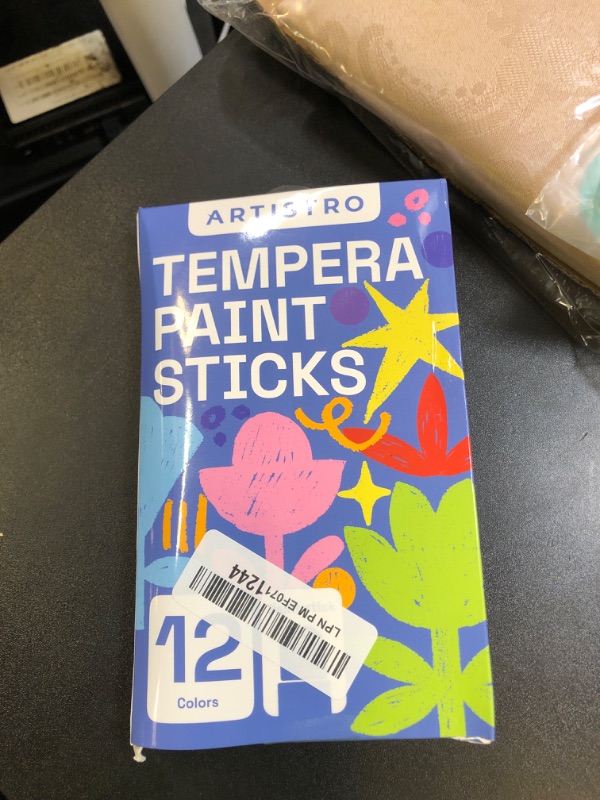 ARTISTRO
TEMPERA
PAINT
STICKS
LPN PM EF0711244
12
Colors